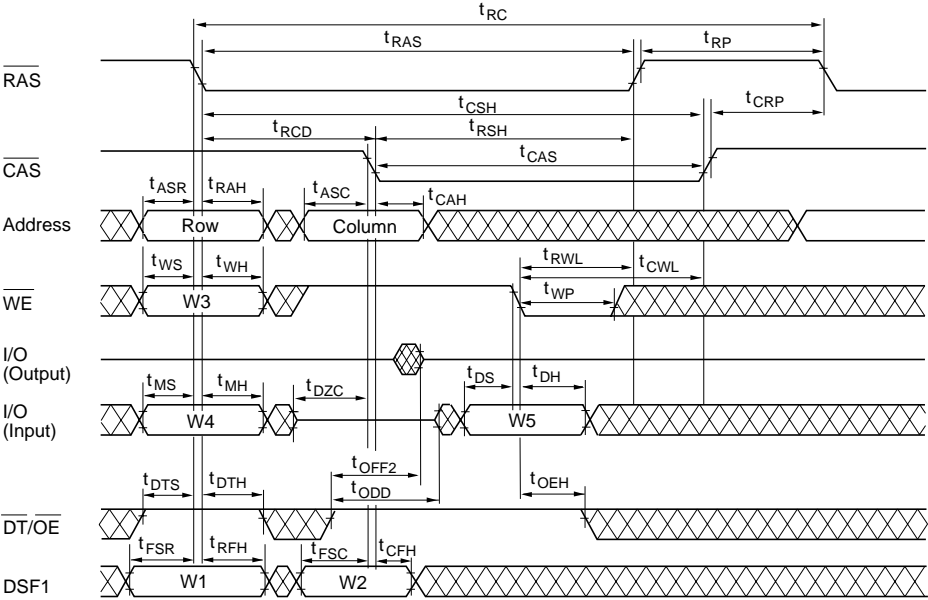 tRC
tRAS tRP
RAS
tCSH tCRP
tRCD tRSH
tCAS
CAS
tASR tRAH tASC tCAH
Address Row Column
tRWL tCWL
tWS tWH
tWP
WE W3
I/O
(Output)
tMS tMH tDZC tDS tDH
I/O
(Input) W4 W5
tOFF2
tDTS tDTH tODD tOEH
DT/OE
tFSR tRFH tFSC tCFH
DSF1 W1 W2